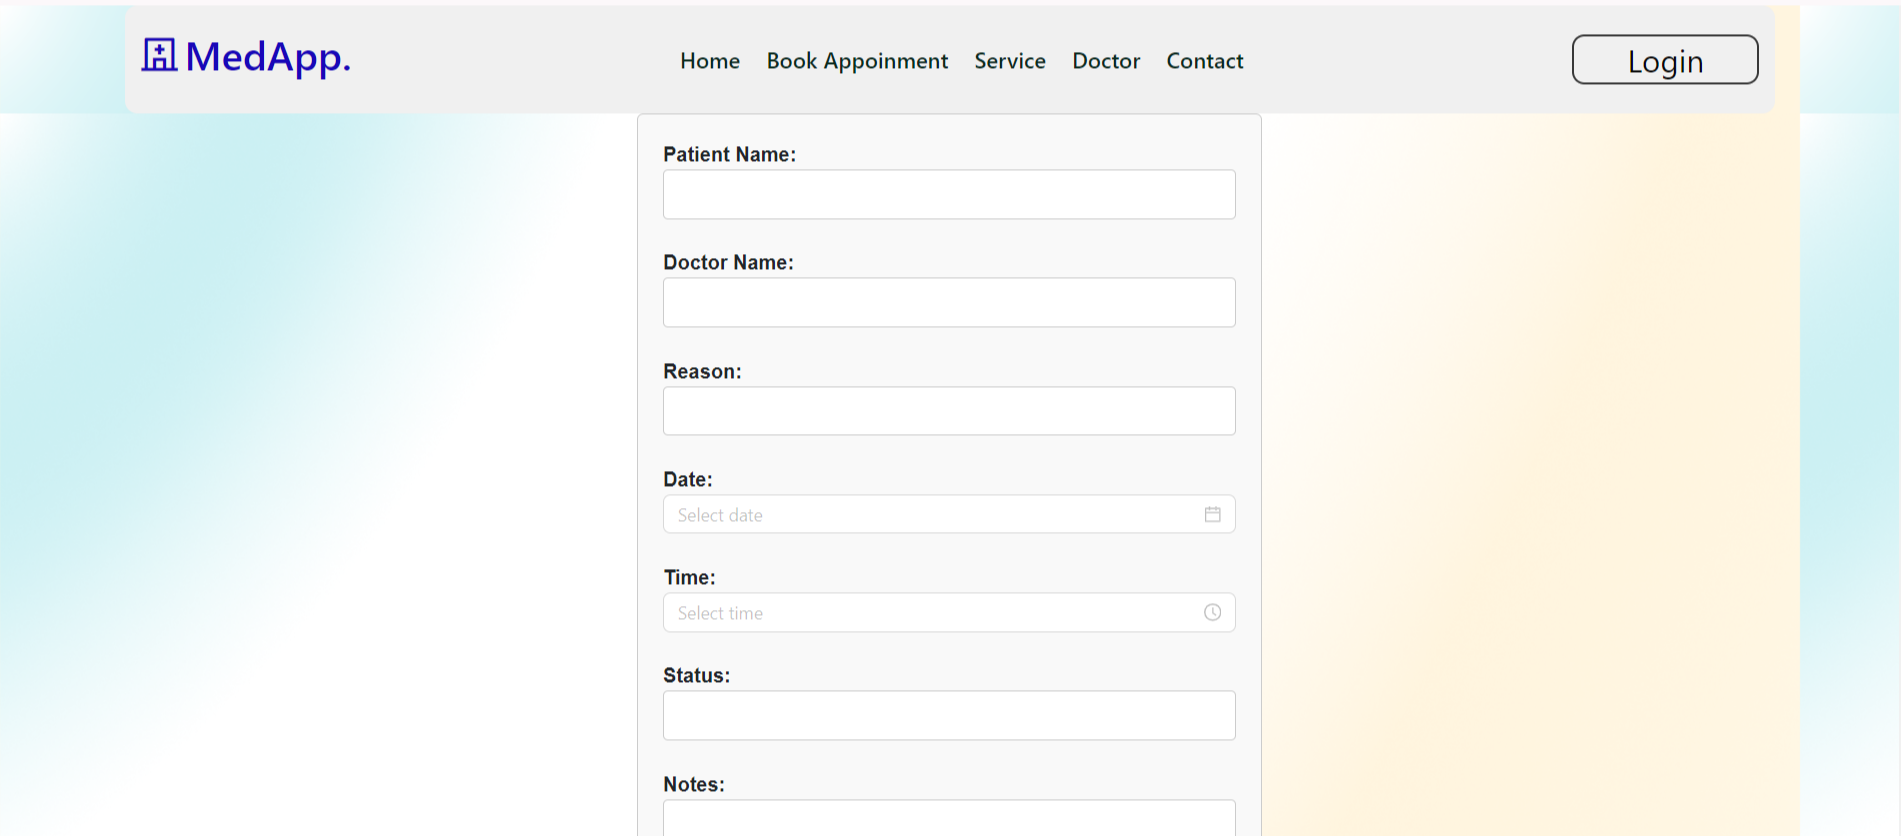 MedApp.
Home Book Appoinment Service Doctor Contact
Login
Patient Name:
Doctor Name:
Reason:
Date:
Select date
Time:
Select time
Status:
Notes: